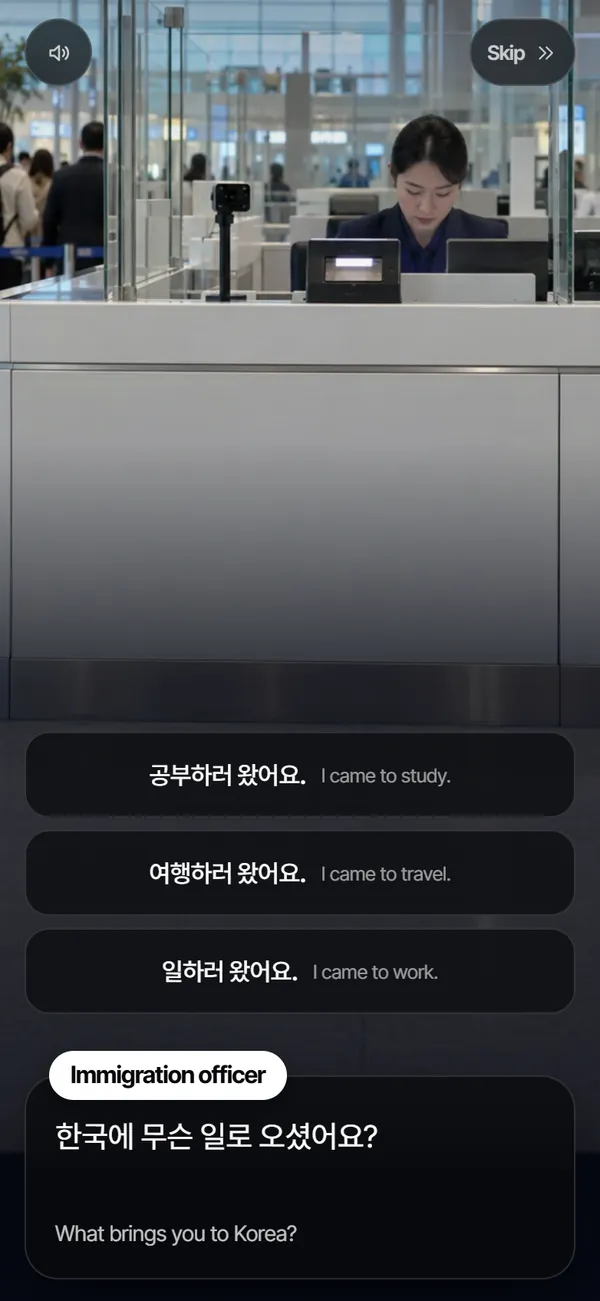 Skip
공부하러 왔어요. I came to study.
여행하러 왔어요. I came to travel.
일하러 왔어요. I came to work.
Immigration officer
한국에 무슨 일로 오셨어요?
What brings you to Korea?